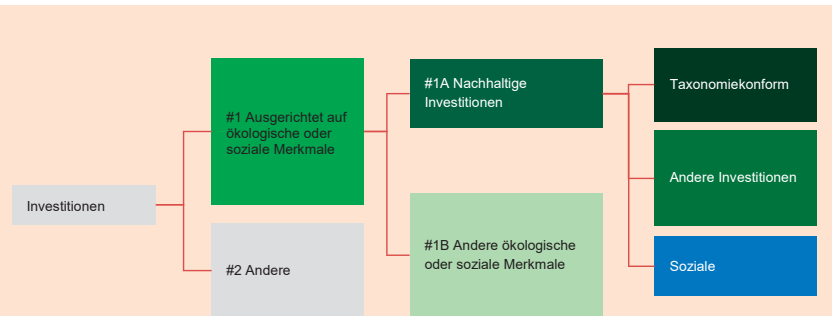 Investitionen
#1 Ausgerichtet auf
ökologische oder
soziale Merkmale
#2 Andere
#1A Nachhaltige
Investitionen
#1B Andere ökologische
oder soziale Merkmale
Taxonomiekonform
Andere Investitionen
Soziale